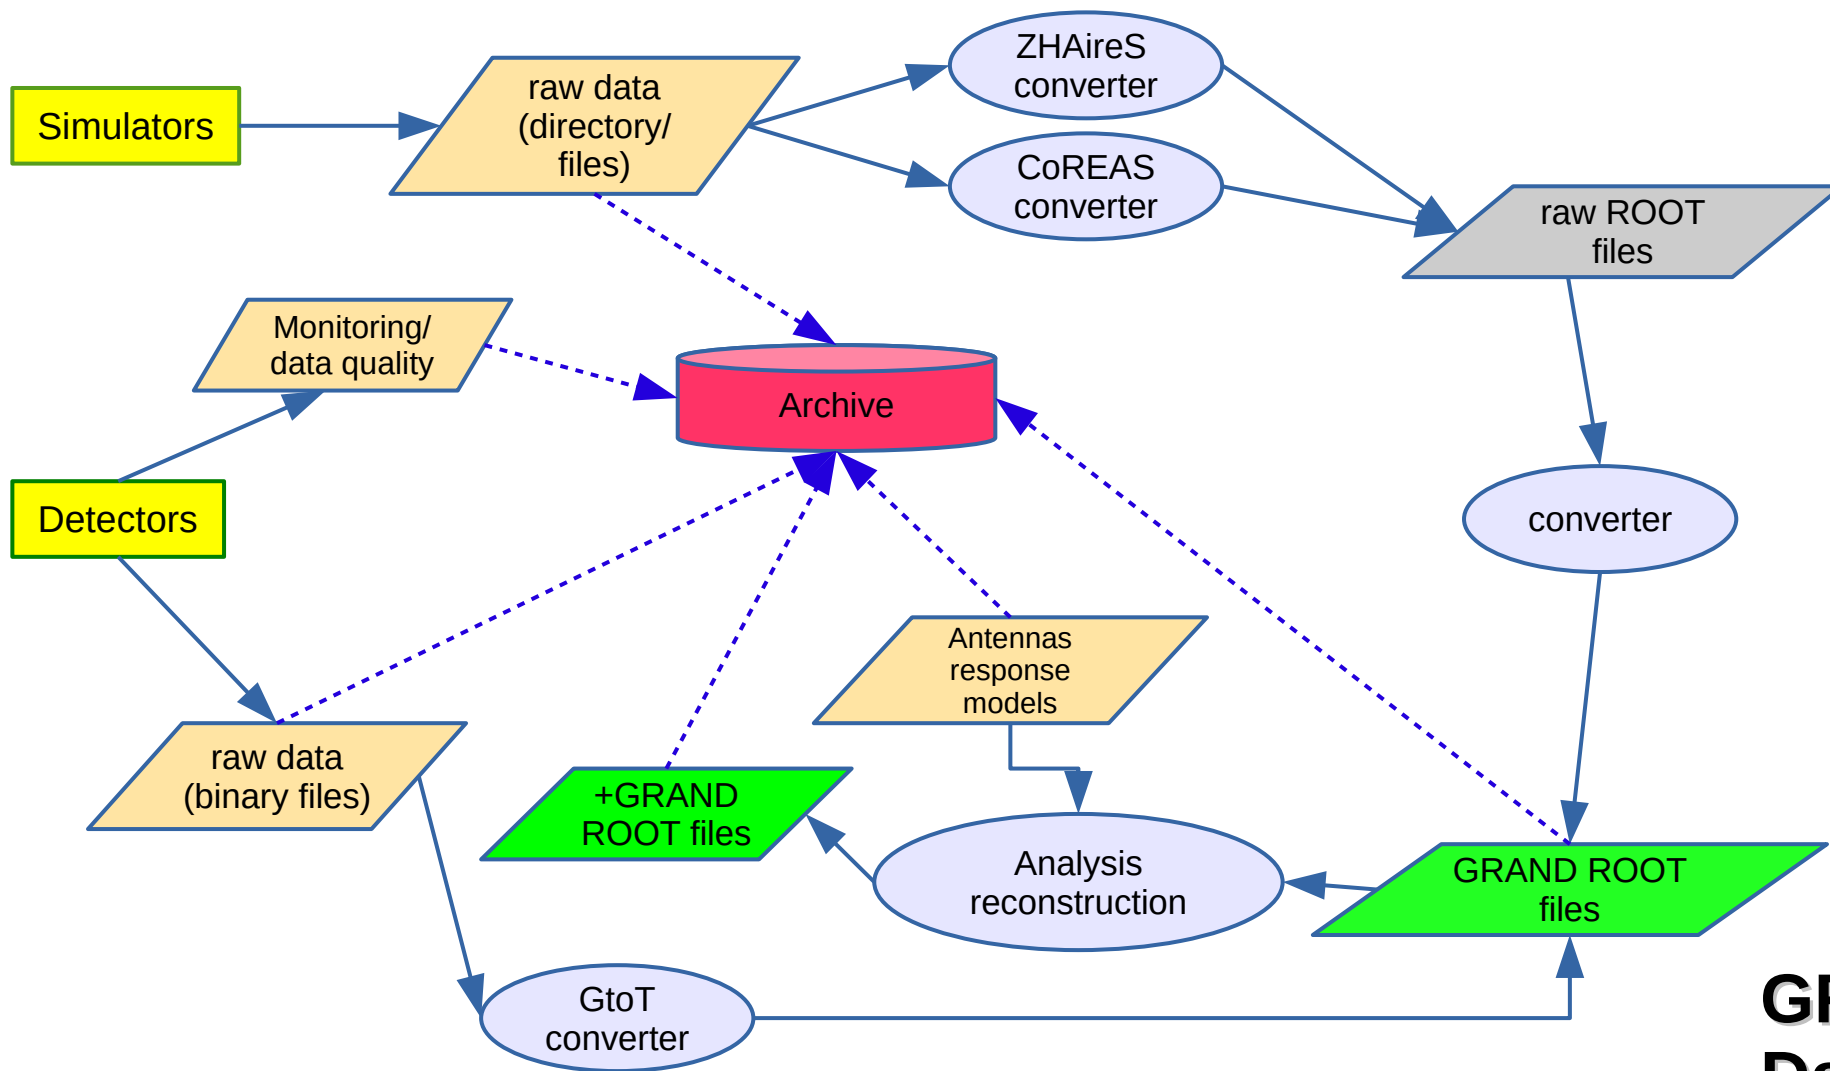 ZHAireS
converter
Simulators
raw data
(directory/
files)
CoREAS
converter
raw ROOT
files
Monitoring/
data quality
Archive
Detectors
converter
Antennas
response
models
raw data
(binary files)
+GRAND
ROOT files
Analysis
reconstruction
GRAND ROOT
files
GtoT
converter